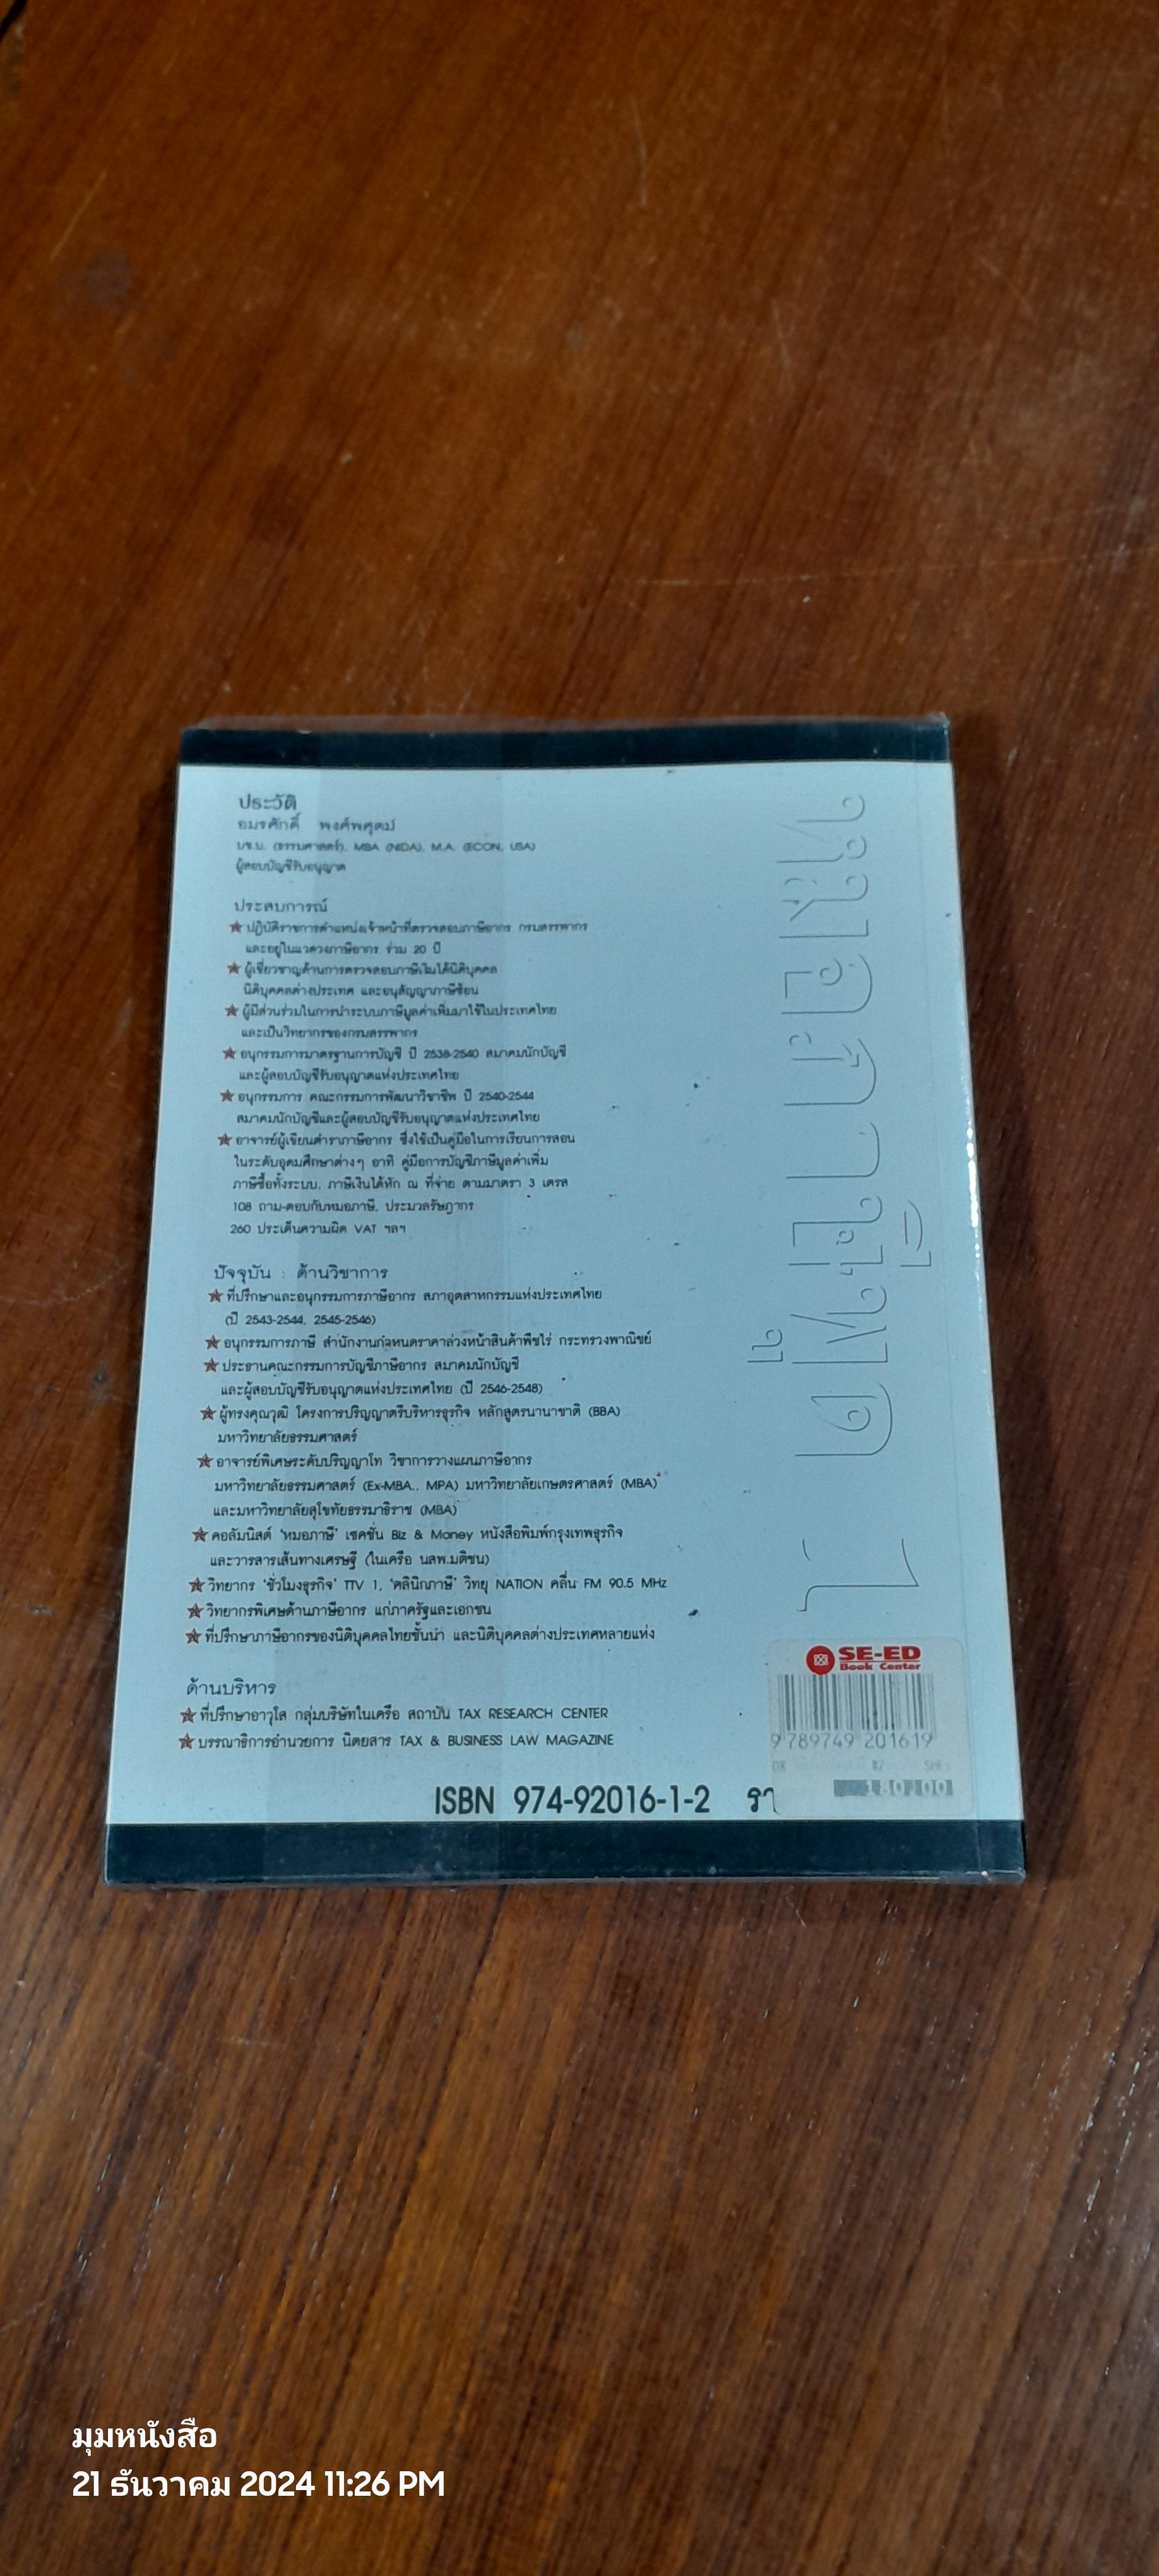 ประวัติ
อมรศักดิ์ พงศ์พศุตม์
บช.บ. (ธรรมศาสตร์), MBA (NIDA), M.A. (ECON, USA)
ผู้สอบบัญชีรับอนุญาต
ประสบการณ์
ปฏิบัติราชการตำแหน่งเจ้าหน้าที่ตรวจสอบภาษีอากร กรมสรรพากร
และอยู่ในแวดวงภาษีอากร ร่วม 20 ปี
ผู้เชี่ยวชาญด้านการตรวจสอบภาษีเงินได้นิติบุคคล
นิติบุคคลต่างประเทศ และอนุสัญญาภาษีซ้อน
ผู้มีส่วนร่วมในการนำระบบภาษีมูลค่าเพิ่มมาใช้ในประเทศไทย
และเป็นวิทยากรของกรมสรรพากร
อนุกรรมการมาตรฐานการบัญชี ปี 2538-2540 สมาคมนักบัญชี
และผู้สอบบัญชีรับอนุญาตแห่งประเทศไทย
อนุกรรมการ คณะกรรมการพัฒนาวิชาชีพ ปี 2540-2544
สมาคมนักบัญชีและผู้สอบบัญชีรับอนุญาตแห่งประเทศไทย
อาจารย์ผู้เขียนตำราภาษีอากร ซึ่งใช้เป็นคู่มือในการเรียนการสอน
ในระดับอุดมศึกษาต่างๆ อาทิ คู่มือการบัญชีภาษีมูลค่าเพิ่ม
ภาษีซื้อทั้งระบบ, ภาษีเงินได้หัก ณ ที่จ่าย ตามมาตรา 3 เตรส
108 ถาม-ตอบกับหมอภาษี, ประมวลรัษฎากร
260 ประเด็นความผิด VAT ฯลฯ
ปัจจุบัน : ด้านวิชาการ
ที่ปรึกษาและอนุกรรมการภาษีอากร สภาอุตสาหกรรมแห่งประเทศไทย
(ปี 2543-2544, 2545-2546)
อนุกรรมการภาษี สำนักงานกำหนดราคาล่วงหน้าสินค้าพืชไร่ กระทรวงพาณิชย์
ประธานคณะกรรมการบัญชีภาษีอากร สมาคมนักบัญชี
และผู้สอบบัญชีรับอนุญาตแห่งประเทศไทย (ปี 2546-2548)
ผู้ทรงคุณวุฒิ โครงการปริญญาตรีบริหารธุรกิจ หลักสูตรนานาชาติ (BBA)
มหาวิทยาลัยธรรมศาสตร์
อาจารย์พิเศษระดับปริญญาโท วิชาการวางแผนภาษีอากร
มหาวิทยาลัยธรรมศาสตร์ (Ex-MBA., MPA) มหาวิทยาลัยเกษตรศาสตร์ (MBA)
และมหาวิทยาลัยสุโขทัยธรรมาธิราช (MBA)
คอลัมนิสต์ 'หมอภาษี' เซคชั่น Biz & Money หนังสือพิมพ์กรุงเทพธุรกิจ
และวารสารเส้นทางเศรษฐี (ในเครือ นสพ.มติชน)
วิทยากร 'ชั่วโมงธุรกิจ' TTV 1, 'คลินิกภาษี' วิทยุ NATION คลื่น FM 90.5 MHz
วิทยากรพิเศษด้านภาษีอากร แก่ภาครัฐและเอกชน
ที่ปรึกษาภาษีอากรของนิติบุคคลไทยชั้นนำ และนิติบุคคลต่างประเทศหลายแห่ง
ด้านบริหาร
ที่ปรึกษาอาวุโส กลุ่มบริษัทในเครือ สถาบัน TAX RESEARCH CENTER
บรรณาธิการอำนวยการ นิตยสาร TAX & BUSINESS LAW MAGAZINE
SE-ED
Book Center
9 789749 201619
ISBN 974-92016-1-2
มุมหนังสือ
21 ธันวาคม 2024 11:26 PM